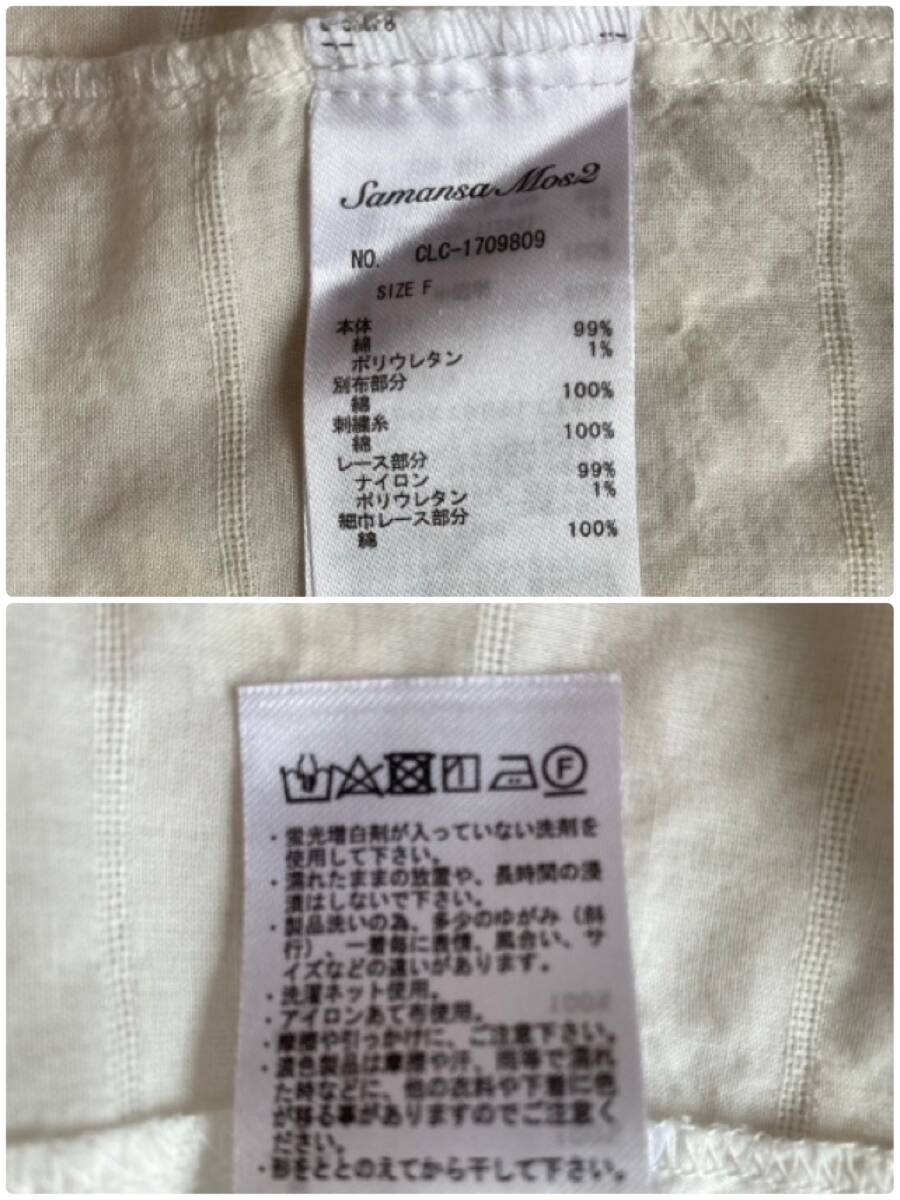 Samansa Mos2
NO. CLC-1709809
SIZE F
本体
綿 99%
ポリウレタン 1%
別布部分
綿 100%
刺繍糸
綿 100%
レース部分
ナイロン 99%
ポリウレタン 1%
細巾レース部分
綿 100%
F
・蛍光増白剤が入っていない洗剤を
使用して下さい。
・濡れたままの放置や、長時間の浸
漬はしないで下さい。
・製品洗いの為、多少のゆがみ（斜
行）、一着毎に表情、風合い、サ
イズなどの違いがあります。
・洗濯ネット使用。
・アイロンあて布使用。
・摩擦や引っかけに、ご注意下さい。
・濃色製品は摩擦や汗、雨等で濡れ
た時などに、他の衣料や下着に色
が移る事がありますのでご注意く
ださい。
・形をととのえてから干して下さい。